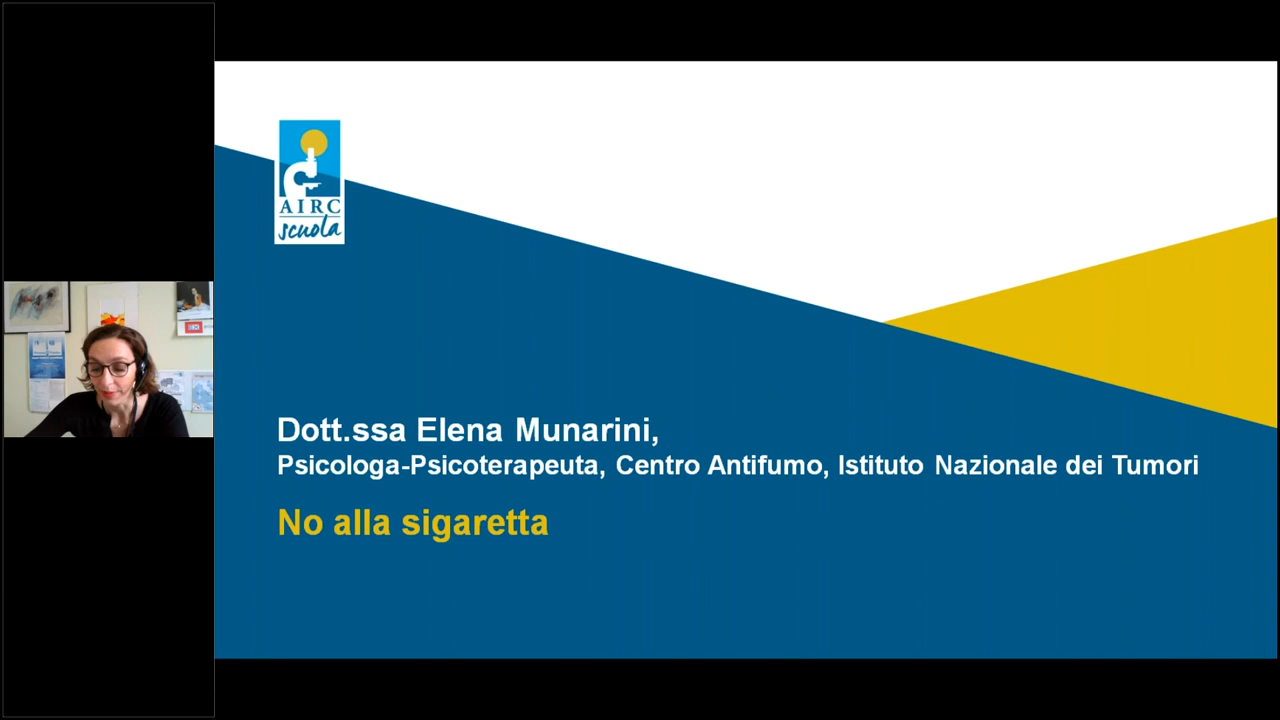 AIRC
scuola
Dott.ssa Elena Munarini,
Psicologa-Psicoterapeuta, Centro Antifumo, Istituto Nazionale dei Tumori
No alla sigaretta